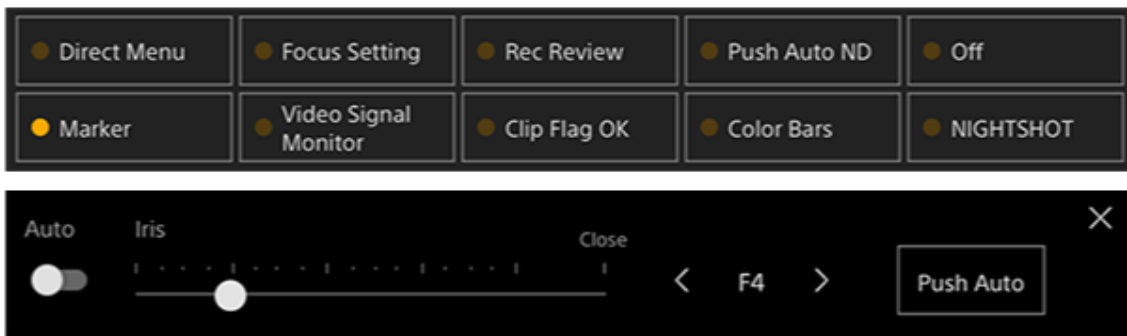 Direct Menu
Focus Setting
Rec Review
Push Auto ND
Off
Marker
Video Signal
Monitor
Clip Flag OK
Color Bars
NIGHTSHOT
Auto
Iris
Close
F4
Push Auto